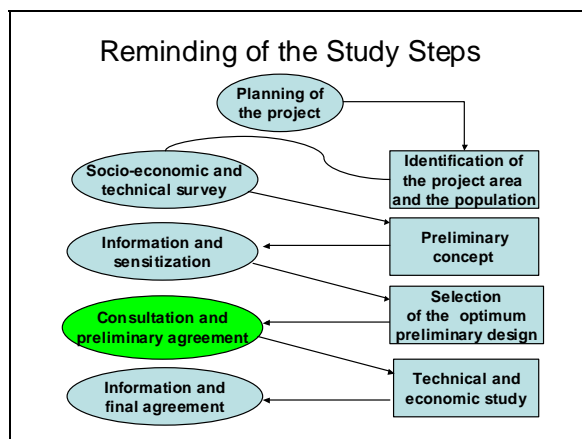 Reminding of the Study Steps
Planning of
the project
Identification of
the project area
and the population
Socio-economic and
technical survey
Preliminary
concept
Information and
sensitization
Selection
of the optimum
preliminary design
Consultation and
preliminary agreement
Technical and
economic study
Information and
final agreement